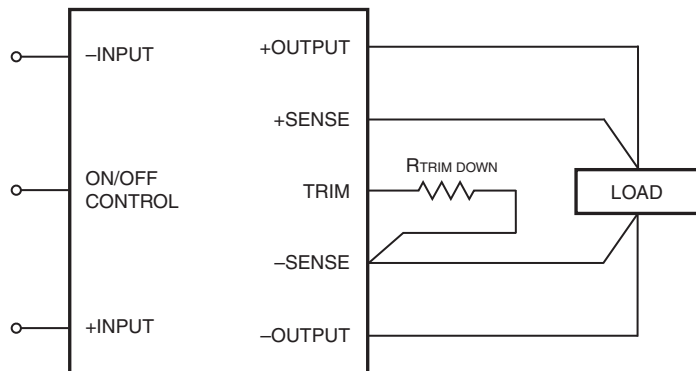 –INPUT
+OUTPUT
+SENSE
RTRIM DOWN
ON/OFF
CONTROL
TRIM
LOAD
–SENSE
+INPUT
–OUTPUT